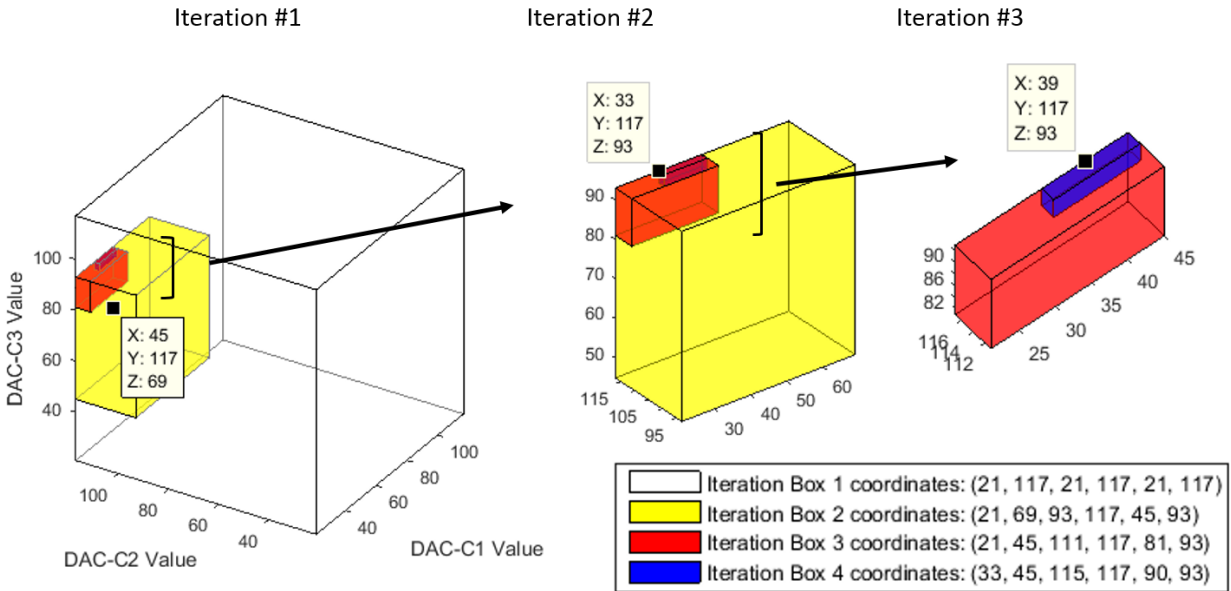 Iteration #1
Iteration #2
Iteration #3
X: 45
Y: 117
Z: 69
100
80
60
40
DAC-C3 Value
100
80
60
40
DAC-C2 Value
40
60
80
100
DAC-C1 Value
X: 33
Y: 117
Z: 93
90
80
70
60
50
115
105
95
30
40
50
60
X: 39
Y: 117
Z: 93
90
86
82
116
114
112
25
30
35
40
45
Iteration Box 1 coordinates: (21, 117, 21, 117, 21, 117)
Iteration Box 2 coordinates: (21, 69, 93, 117, 45, 93)
Iteration Box 3 coordinates: (21, 45, 111, 117, 81, 93)
Iteration Box 4 coordinates: (33, 45, 115, 117, 90, 93)